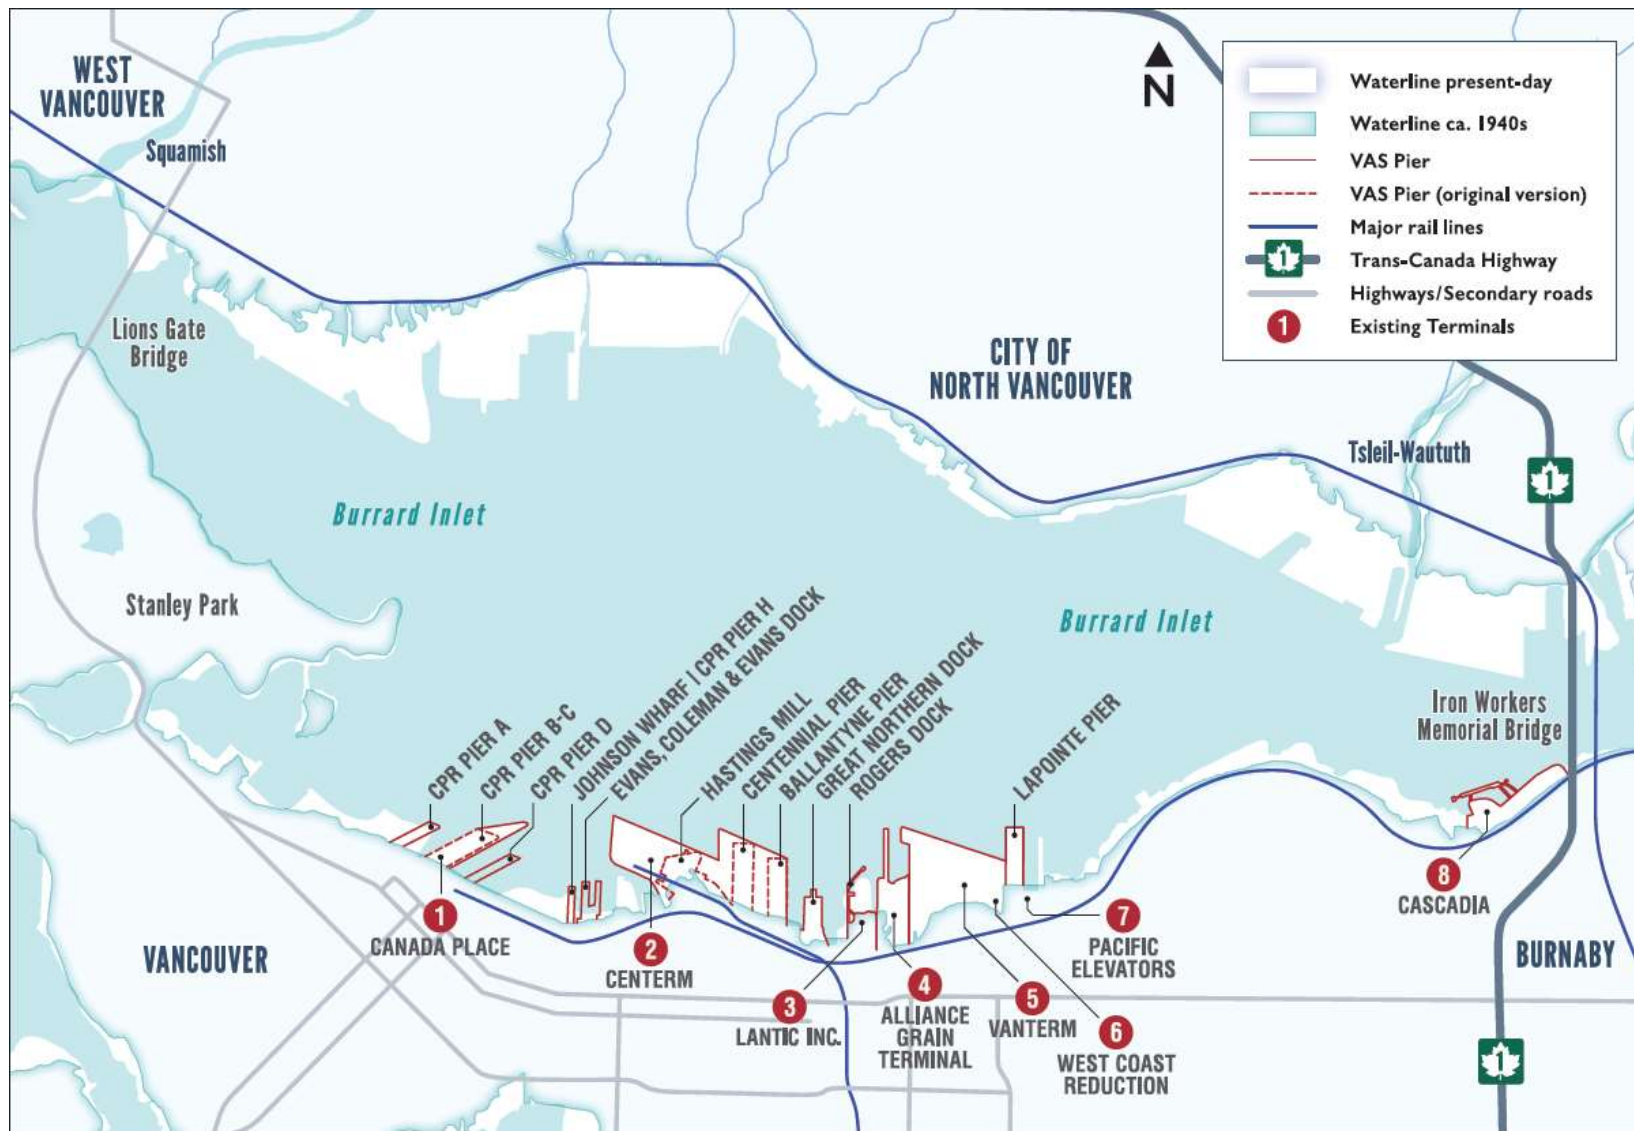 WEST
VANCOUVER
Squamish
N
Waterline present-day
Waterline ca. 1940s
VAS Pier
VAS Pier (original version)
Major rail lines
1
Trans-Canada Highway
Highways/Secondary roads
1
Existing Terminals
Lions Gate
Bridge
CITY OF
NORTH VANCOUVER
Tsleil-Waututh
1
Burrard Inlet
Stanley Park
Burrard Inlet
Iron Workers
Memorial Bridge
CPR PIER A
CPR PIER B-C
CPR PIER D
JOHNSON WHARF | CPR PIER H
EVANS, COLEMAN & EVANS DOCK
HASTINGS MILL
CENTENNIAL PIER
BALLANTYNE PIER
GREAT NORTHERN DOCK
ROGERS DOCK
LAPOINTE PIER
VANCOUVER
1
CANADA PLACE
2
CENTERM
3
LANTIC INC.
4
ALLIANCE
GRAIN
TERMINAL
5
VANTERM
6
WEST COAST
REDUCTION
7
PACIFIC
ELEVATORS
8
CASCADIA
BURNABY
1